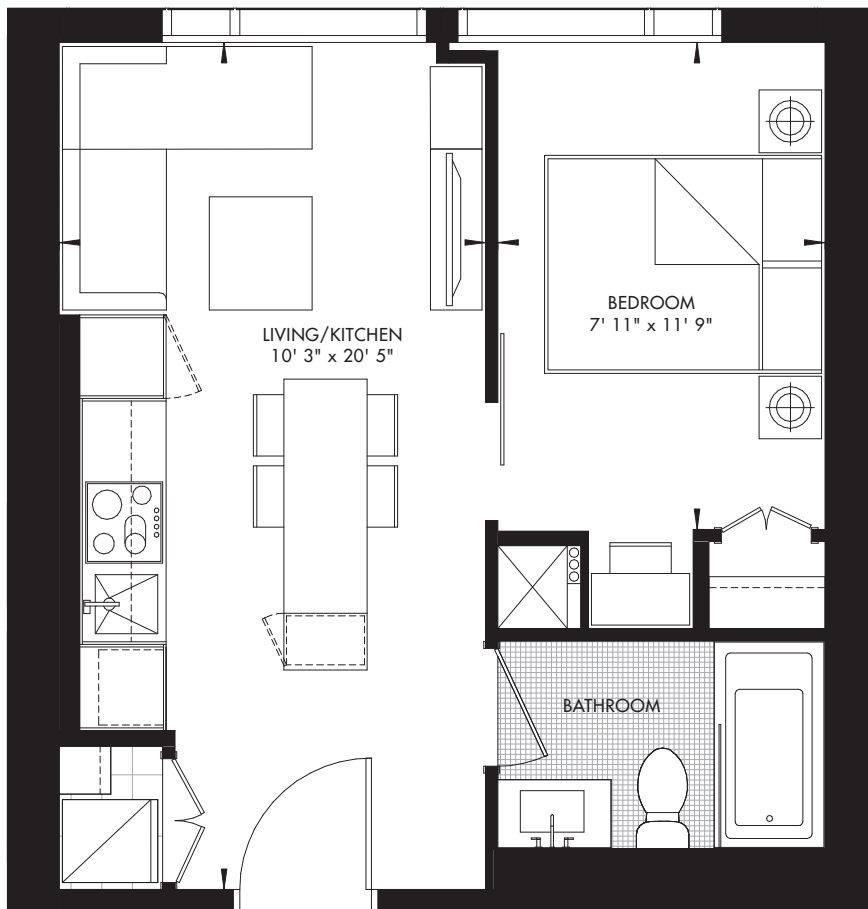 LIVING/KITCHEN
10' 3" x 20' 5"
BEDROOM
7' 11" x 11' 9"
BATHROOM